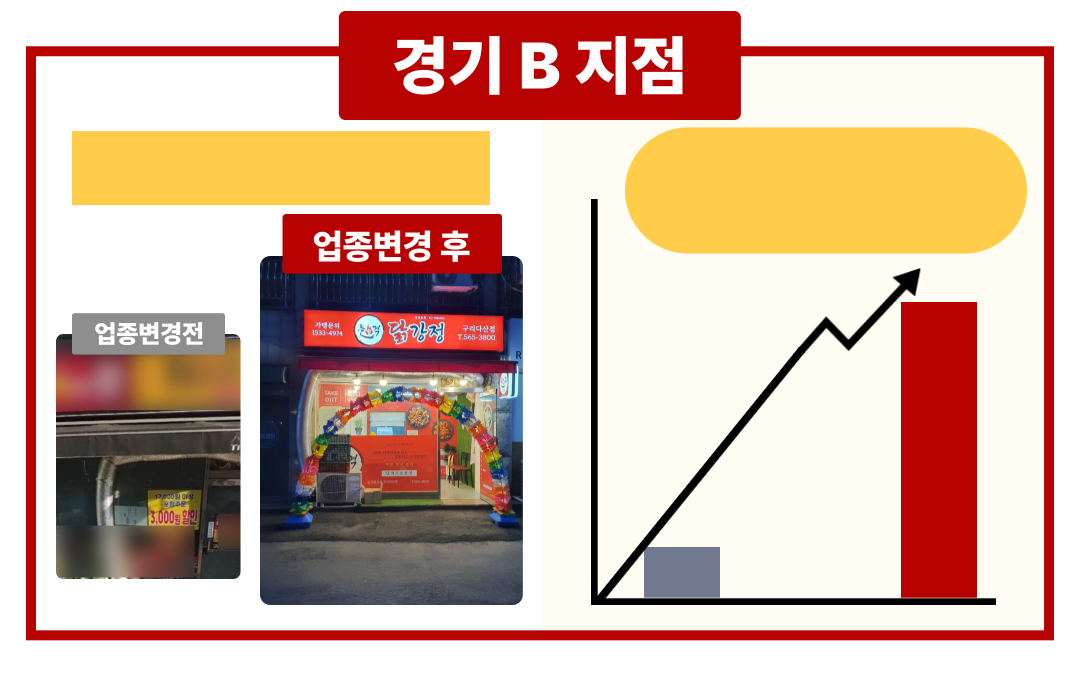 경기 B 지점
업종변경 후
업종변경전
가맹문의
1533-4974
닭강정
구리다산점
T.565-3800
TAKE
OUT
3,000원 할인